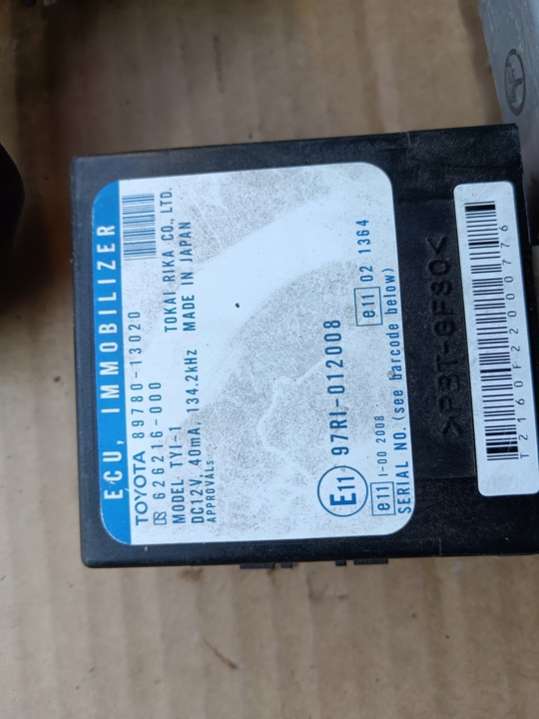 ECU, IMMOBILIZER
TOYOTA 89780-13020
DS 626216-000
MODEL TYI-1 TOKAI RIKA CO., LTD.
DC12V, 40mA, 134.2kHz MADE IN JAPAN
APPROVALS
E11 97RI-012008 e11 02 1364
e11 I-00 2008
SERIAL NO. (see barcode below)
>PBT-GF30<
T2160F22000776